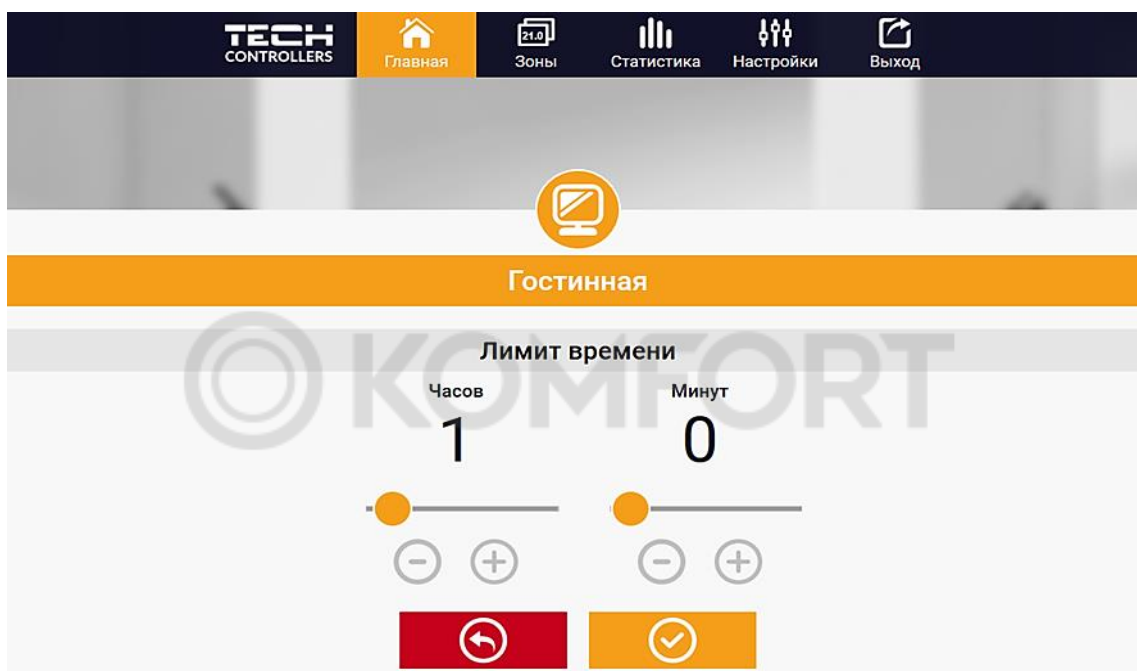 TECH
CONTROLLERS
Главная
21.0
Зоны
Статистика
Настройки
Выход
Гостинная
Лимит времени
KOMFORT
Часов
Минут
1
0